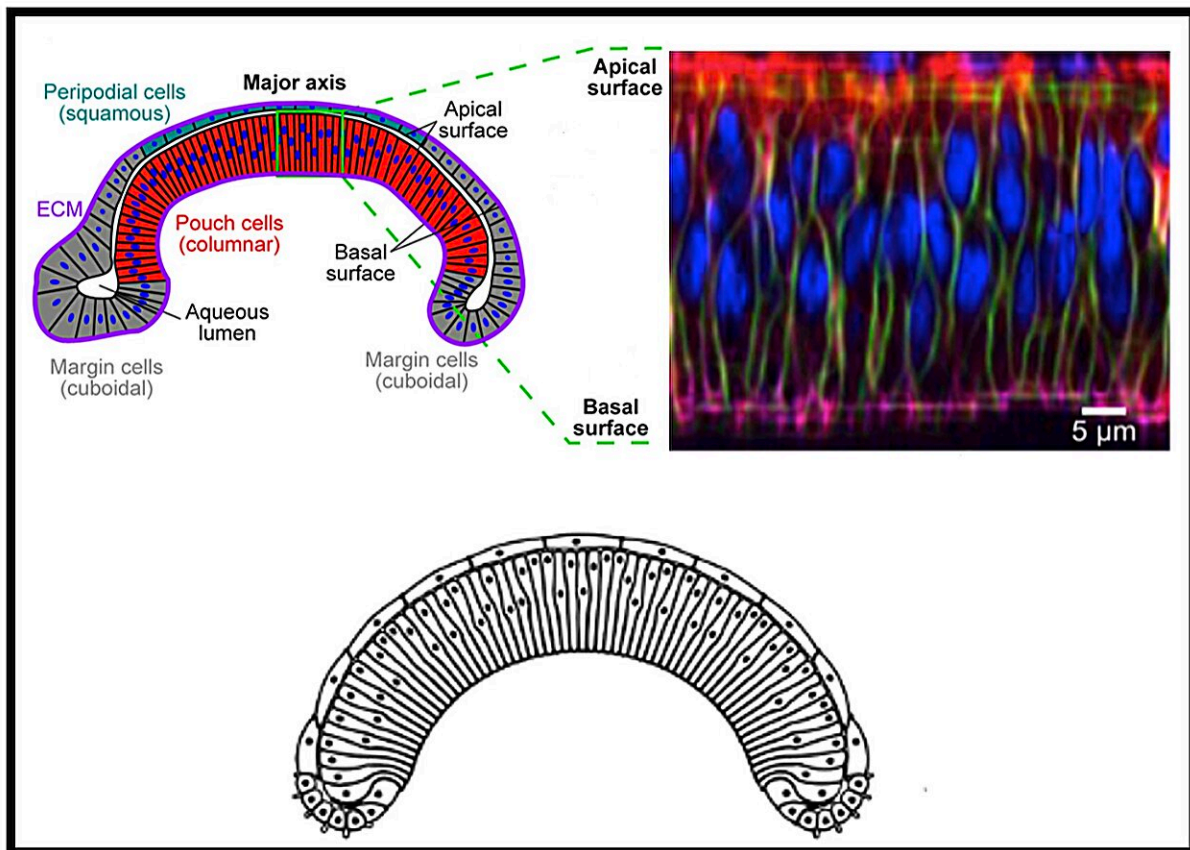 Major axis
Peripodial cells
(squamous)
Apical
surface
ECM
Pouch cells
(columnar)
Basal
surface
Aqueous
lumen
Margin cells
(cuboidal)
Margin cells
(cuboidal)
Apical
surface
Basal
surface
5 µm